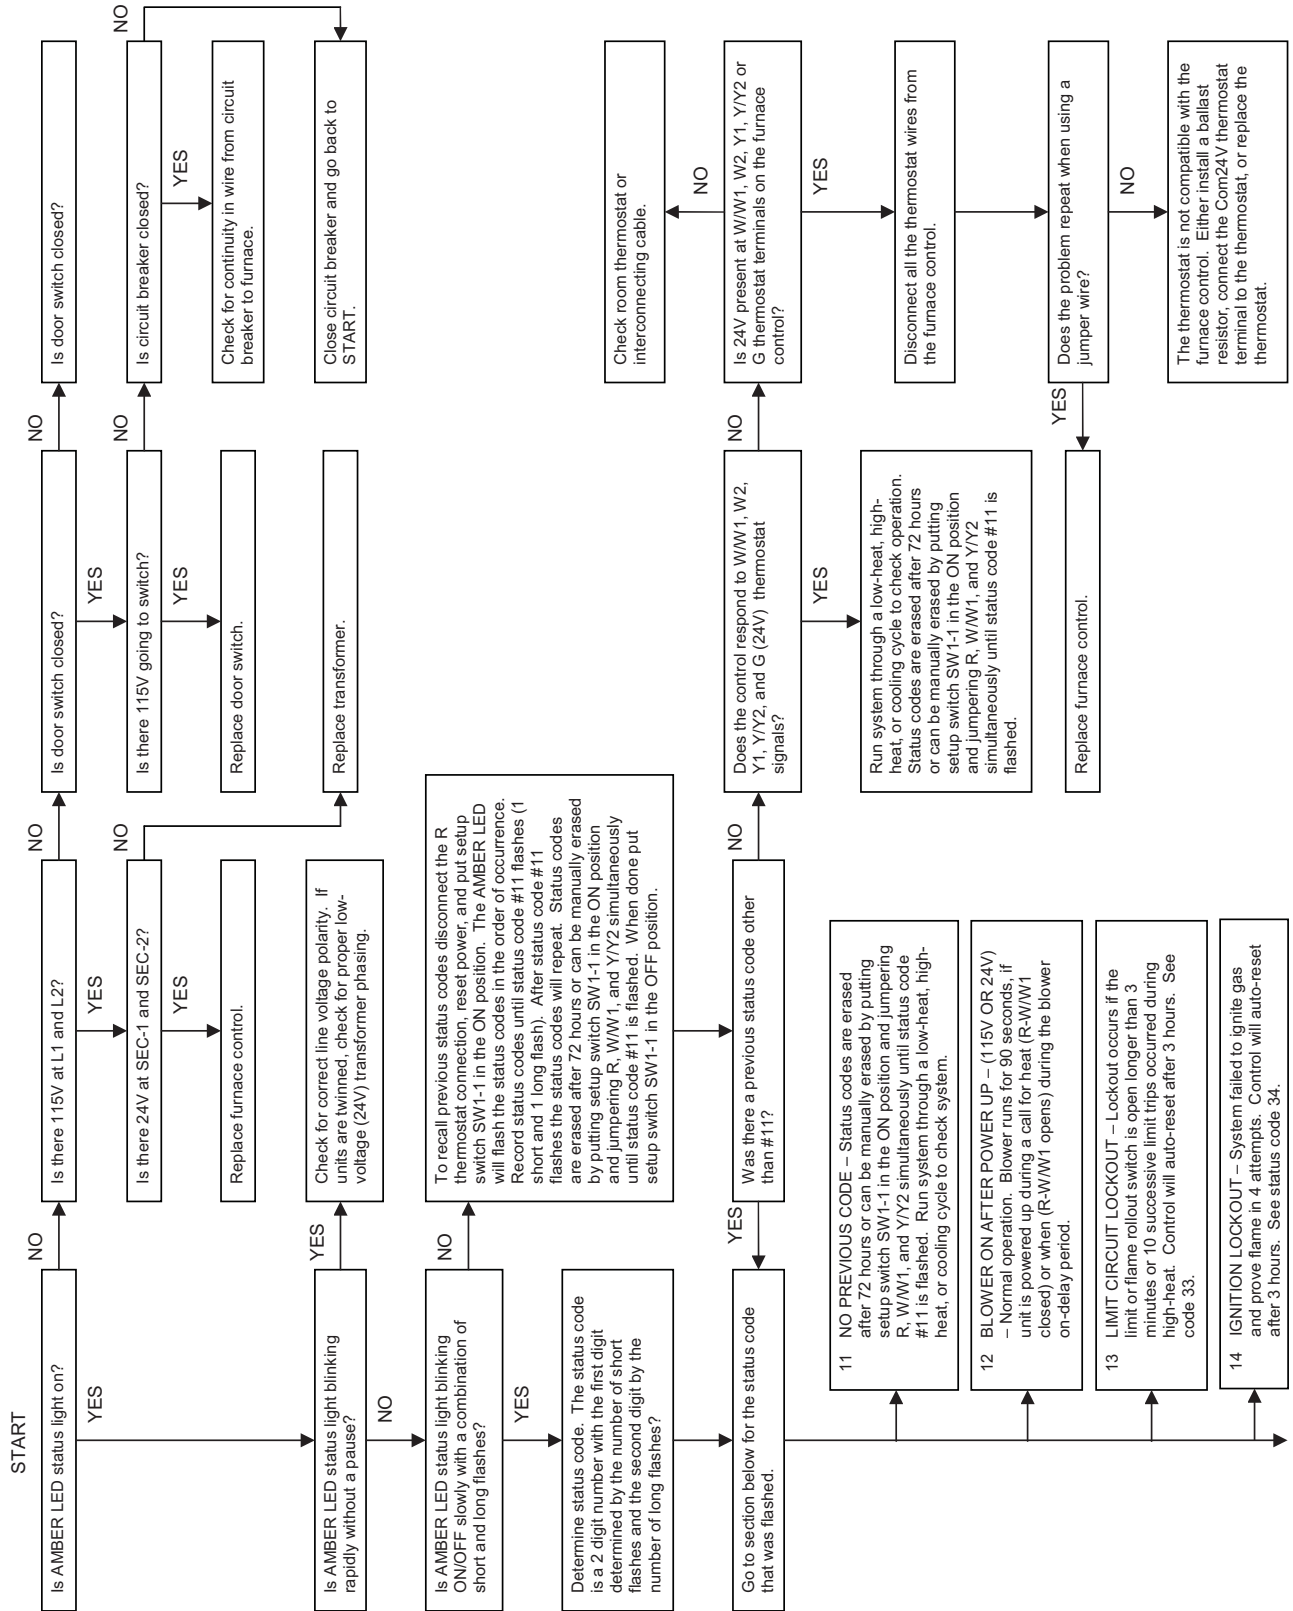 START
Is AMBER LED status light on?
NO
YES
Is there 115V at L1 and L2?
NO
YES
Is door switch closed?
NO
YES
Is door switch closed?
Is there 24V at SEC-1 and SEC-2?
NO
YES
Is there 115V going to switch?
NO
YES
Is circuit breaker closed?
NO
YES
Replace furnace control.
Replace door switch.
Check for continuity in wire from circuit
breaker to furnace.
Is AMBER LED status light blinking
rapidly without a pause?
YES
NO
Check for correct line voltage polarity. If
units are twinned, check for proper low-
voltage (24V) transformer phasing.
Replace transformer.
Close circuit breaker and go back to
START.
Is AMBER LED status light blinking
ON/OFF slowly with a combination of
short and long flashes?
NO
YES
To recall previous status codes disconnect the R
thermostat connection, reset power, and put setup
switch SW1-1 in the ON position. The AMBER LED
will flash the status codes in the order of occurrence.
Record status codes until status code #11 flashes (1
short and 1 long flash). After status code #11
flashes the status codes will repeat. Status codes
are erased after 72 hours or can be manually erased
by putting setup switch SW1-1 in the ON position
and jumpering R, WW1, and Y/Y2 simultaneously
until status code #11 is flashed. When done put
setup switch SW1-1 in the OFF position.
Determine status code. The status code
is a 2 digit number with the first digit
determined by the number of short
flashes and the second digit by the
number of long flashes?
Check room thermostat or
interconnecting cable.
NO
Go to section below for the status code
that was flashed.
YES
Was there a previous status code other
than #11?
NO
Does the control respond to W/W1, W2,
Y1, Y/Y2, and G (24V) thermostat
signals?
NO
YES
Is 24V present at W/W1, W2, Y1, Y/Y2 or
G thermostat terminals on the furnace
control?
YES
Run system through a low-heat, high-
heat, or cooling cycle to check operation.
Status codes are erased after 72 hours
or can be manually erased by putting
setup switch SW1-1 in the ON position
and jumpering R, W/W1, and Y/Y2
simultaneously until status code #11 is
flashed.
Disconnect all the thermostat wires from
the furnace control.
Does the problem repeat when using a
jumper wire?
YES
NO
Replace furnace control.
The thermostat is not compatible with the
furnace control. Either install a ballast
resistor, connect the Com24V thermostat
terminal to the thermostat, or replace the
thermostat.
11 NO PREVIOUS CODE – Status codes are erased
after 72 hours or can be manually erased by putting
setup switch SW1-1 in the ON position and jumpering
R, W/W1, and Y/Y2 simultaneously until status code
#11 is flashed. Run system through a low-heat, high-
heat, or cooling cycle to check system.
12 BLOWER ON AFTER POWER UP – (115V OR 24V)
– Normal operation. Blower runs for 90 seconds, if
unit is powered up during a call for heat (R-W/W1
closed) or when (R-W/W1 opens) during the blower
on-delay period.
13 LIMIT CIRCUIT LOCKOUT – Lockout occurs if the
limit or flame rollout switch is open longer than 3
minutes or 10 successive limit trips occurred during
high-heat. Control will auto-reset after 3 hours. See
code 33.
14 IGNITION LOCKOUT – System failed to ignite gas
and prove flame in 4 attempts. Control will auto-reset
after 3 hours. See status code 34.